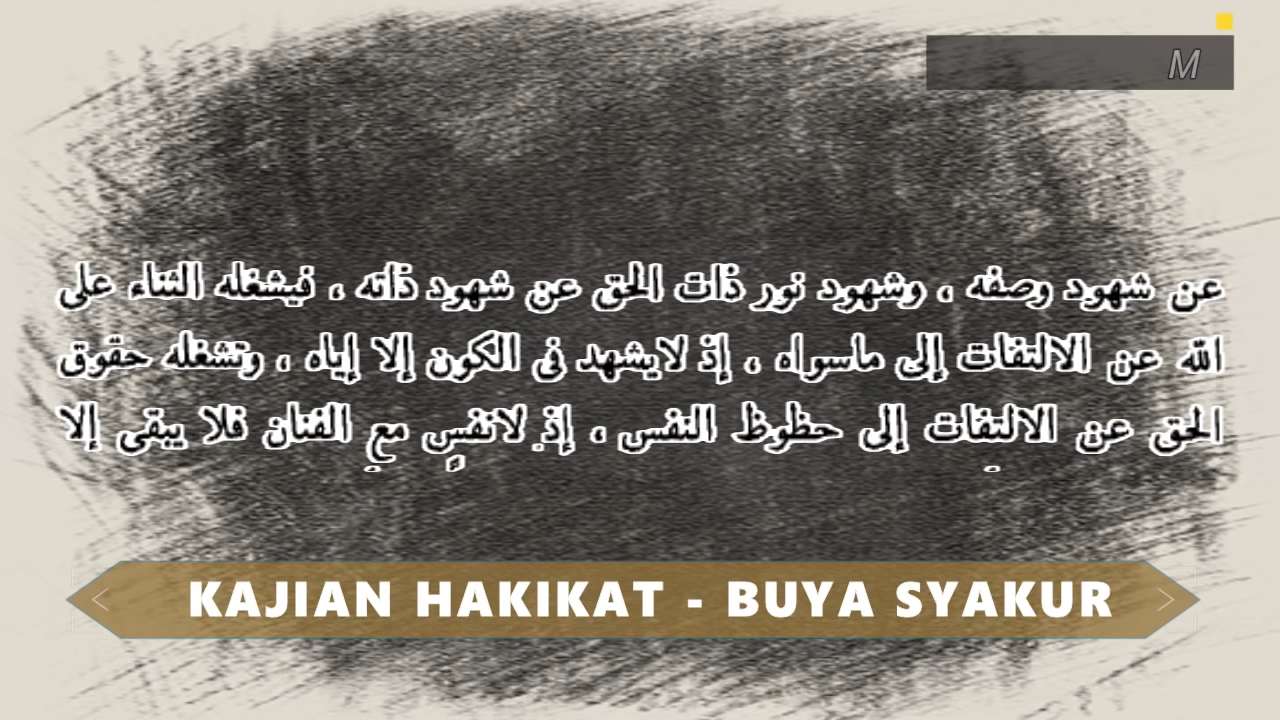 M
عن شهود وصفه ، وشهود نور ذات الحق عن شهود ذاته ، فيشغله الثناء على
الله عن الالتفات إلى ماسواه ، إذ لايشهد فى الكون إلا إياه ، وتشغله حقوق
الحق عن الالتفات إلى حظوظ النفس ، إذ لانفس مع الفنان فلا يبقى إلا
KAJIAN HAKIKAT - BUYA SYAKUR